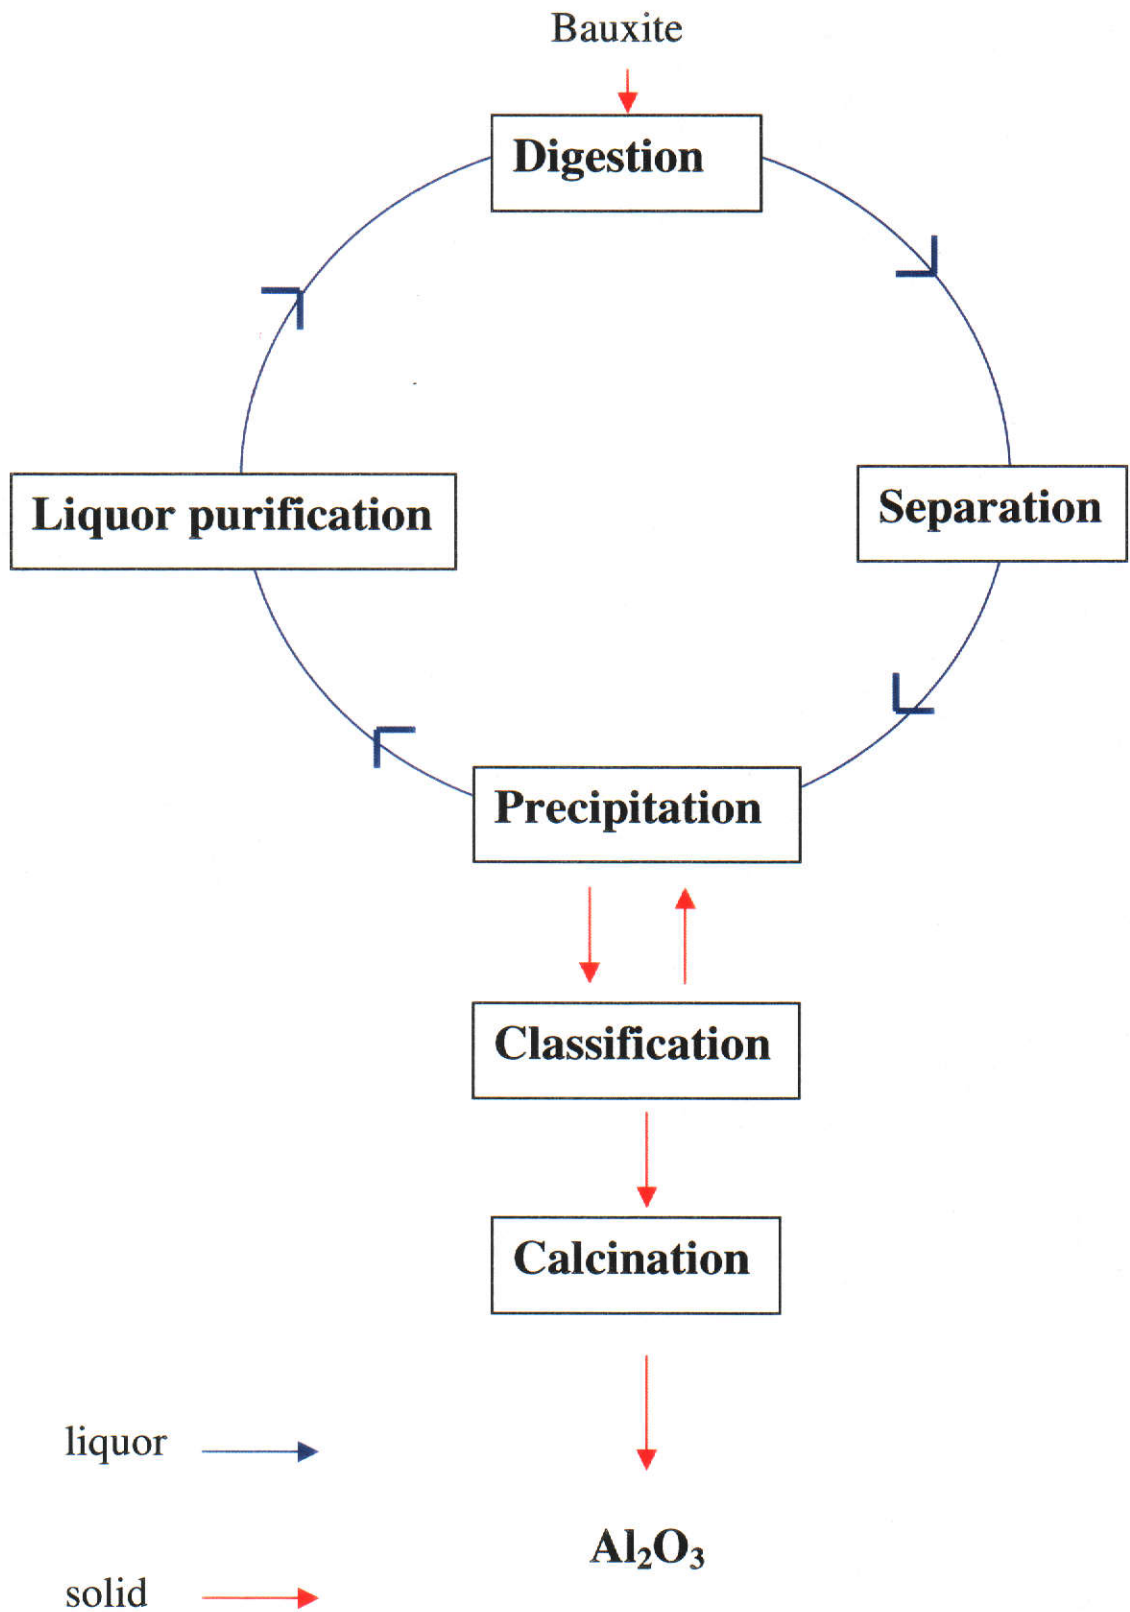 Bauxite
Digestion
Liquor purification
Separation
Precipitation
Classification
Calcination
liquor
Al₂O₃
solid